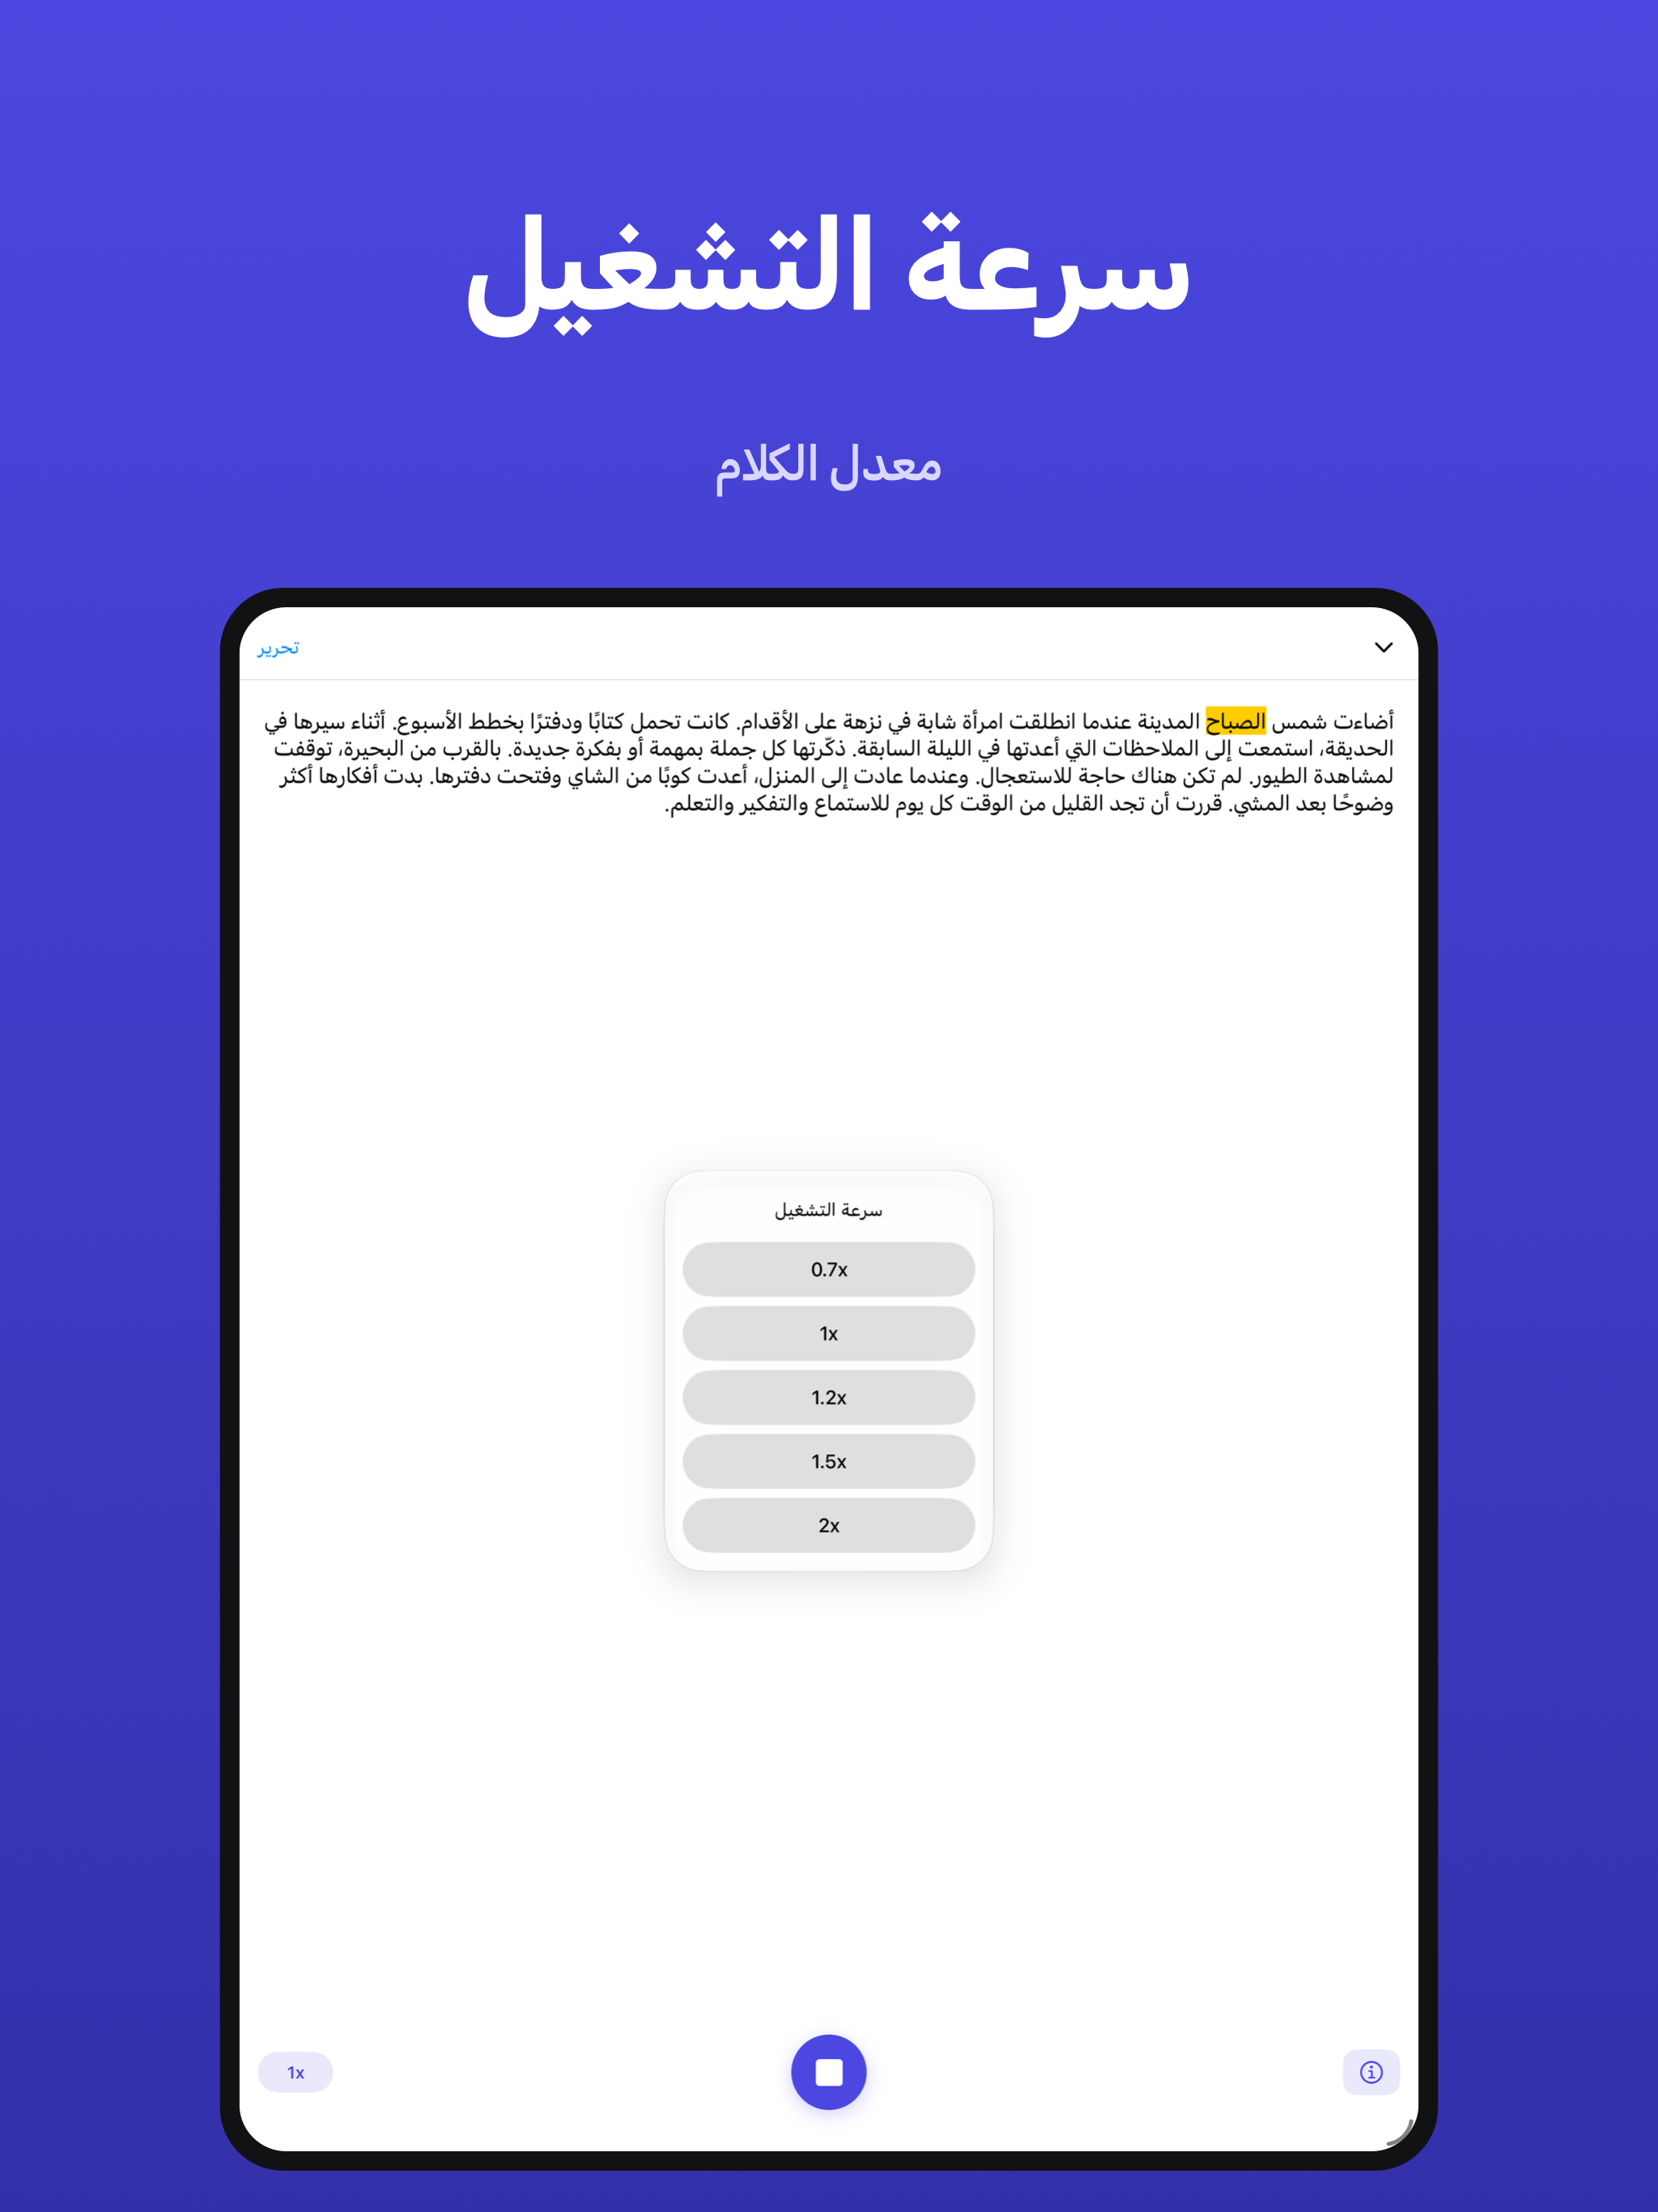 سرعة التشغيل
معدل الكلام
تحرير
أضاءت شمس الصباح المدينة عندما انطلقت امرأة شابة في نزهة على الأقدام. كانت تحمل كتابًا ودفترًا بخطط الأسبوع. أثناء سيرها في
الحديقة، استمعت إلى الملاحظات التي أعدتها في الليلة السابقة. ذكّرتها كل جملة بمهمة أو بفكرة جديدة. بالقرب من البحيرة، توقفت
لمشاهدة الطيور. لم تكن هناك حاجة للاستعجال. وعندما عادت إلى المنزل، أعدت كوبًا من الشاي وفتحت دفترها. بدت أفكارها أكثر
وضوحًا بعد المشي. قررت أن تجد القليل من الوقت كل يوم للاستماع والتفكير والتعلم.
سرعة التشغيل
0.7x
1x
1.2x
1.5x
2x
1x